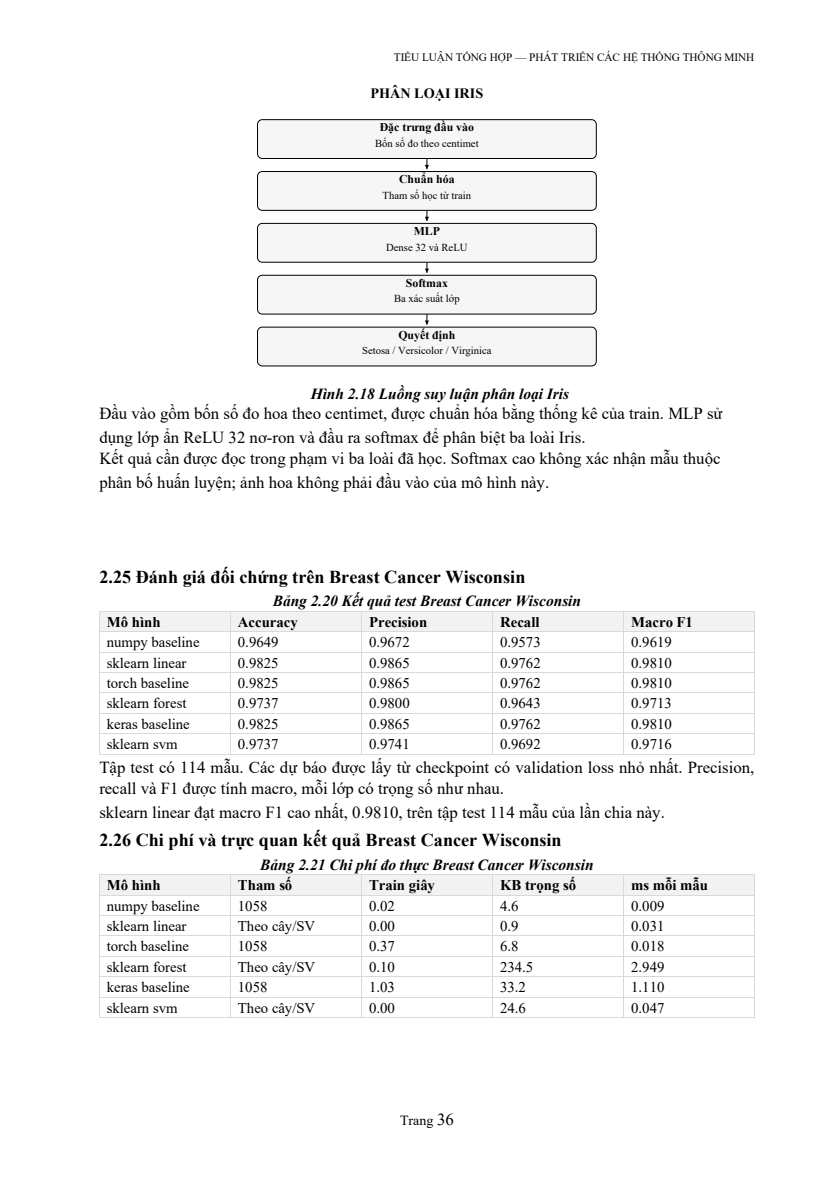 TIỂU LUẬN TỔNG HỢP — PHÁT TRIỂN CÁC HỆ THỐNG THÔNG MINH
PHÂN LOẠI IRIS
Đặc trưng đầu vào
Bốn số đo theo centimet
Chuẩn hóa
Tham số học từ train
MLP
Dense 32 và ReLU
Softmax
Ba xác suất lớp
Quyết định
Setosa / Versicolor / Virginica
Hình 2.18 Luồng suy luận phân loại Iris
Đầu vào gồm bốn số đo hoa theo centimet, được chuẩn hóa bằng thống kê của train. MLP sử
dụng lớp ẩn ReLU 32 nơ-ron và đầu ra softmax để phân biệt ba loài Iris.
Kết quả cần được đọc trong phạm vi ba loài đã học. Softmax cao không xác nhận mẫu thuộc
phân bố huấn luyện; ảnh hoa không phải đầu vào của mô hình này.
2.25 Đánh giá đối chứng trên Breast Cancer Wisconsin
Bảng 2.20 Kết quả test Breast Cancer Wisconsin
Mô hình Accuracy Precision Recall Macro F1
numpy baseline 0.9649 0.9672 0.9573 0.9619
sklearn linear 0.9825 0.9865 0.9762 0.9810
torch baseline 0.9825 0.9865 0.9762 0.9810
sklearn forest 0.9737 0.9800 0.9643 0.9713
keras baseline 0.9825 0.9865 0.9762 0.9810
sklearn svm 0.9737 0.9741 0.9692 0.9716
Tập test có 114 mẫu. Các dự báo được lấy từ checkpoint có validation loss nhỏ nhất. Precision,
recall và F1 được tính macro, mỗi lớp có trọng số như nhau.
sklearn linear đạt macro F1 cao nhất, 0.9810, trên tập test 114 mẫu của lần chia này.
2.26 Chi phí và trực quan kết quả Breast Cancer Wisconsin
Bảng 2.21 Chi phí đo thực Breast Cancer Wisconsin
Mô hình Tham số Train giây KB trọng số ms mỗi mẫu
numpy baseline 1058 0.02 4.6 0.009
sklearn linear Theo cây/SV 0.00 0.9 0.031
torch baseline 1058 0.37 6.8 0.018
sklearn forest Theo cây/SV 0.10 234.5 2.949
keras baseline 1058 1.03 33.2 1.110
sklearn svm Theo cây/SV 0.00 24.6 0.047
Trang 36